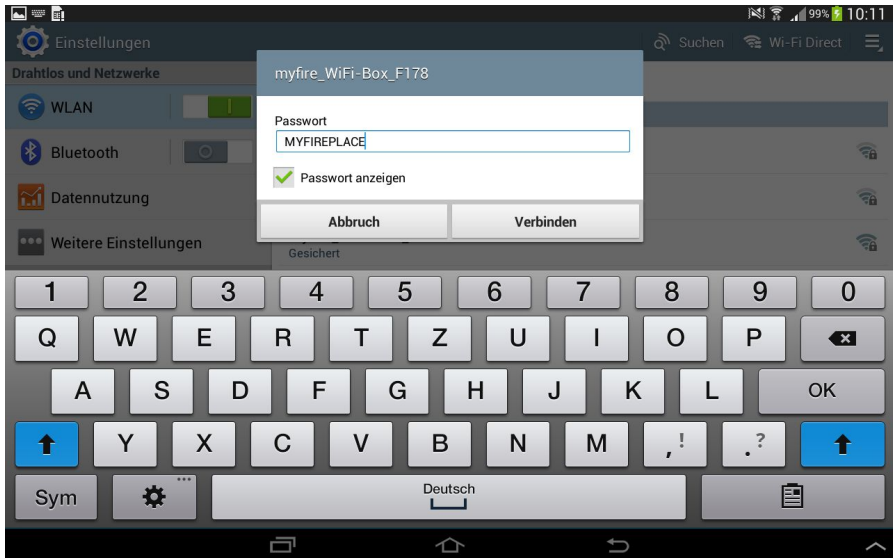 99% 10:11
Einstellungen
Suchen
Wi-Fi Direct
Drahtlos und Netzwerke
WLAN
Bluetooth
Datennutzung
Weitere Einstellungen
myfire_WiFi-Box_F178
Passwort
MYFIREPLACE
Passwort anzeigen
Abbruch
Verbinden
Gesichert
1 2 3 4 5 6 7 8 9 0
Q W E R T Z U I O P
A S D F G H J K L OK
Y X C V B N M , ! . ?
Sym
Deutsch